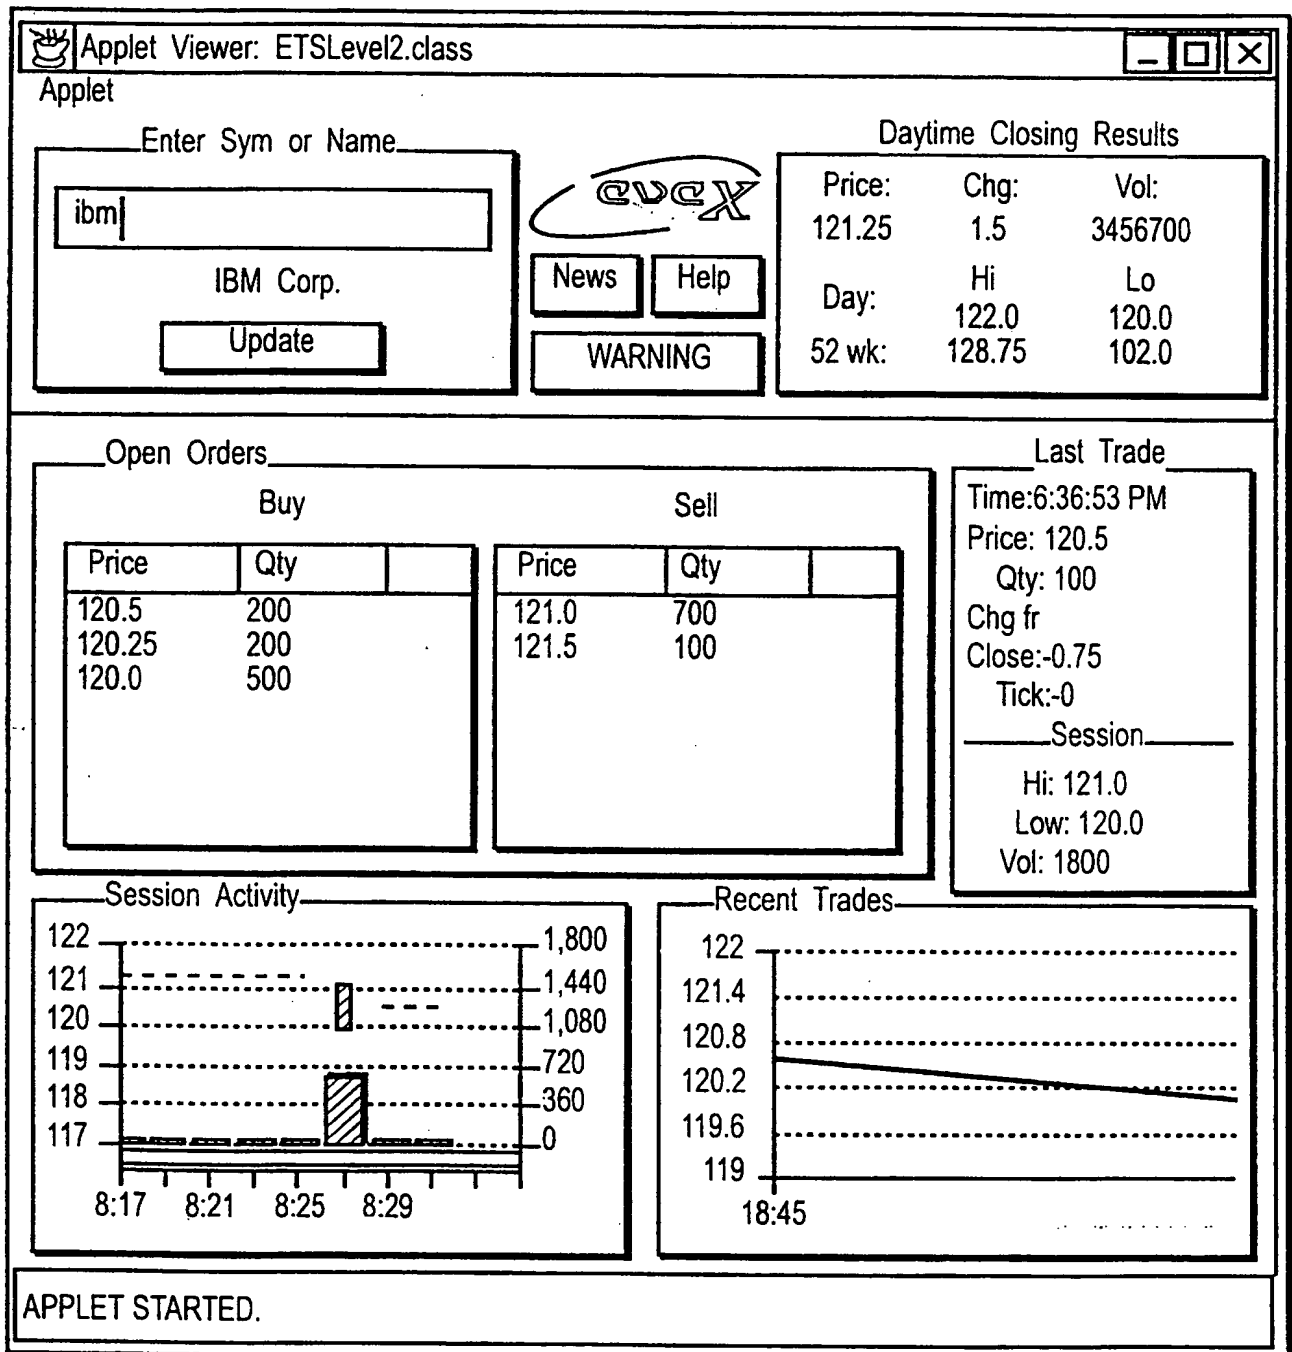 Applet Viewer: ETSLevel2.class
Applet
Enter Sym or Name
ibm
IBM Corp.
Update
eveX
News Help
WARNING
Daytime Closing Results
Price: Chg: Vol:
121.25 1.5 3456700
Hi Lo
Day: 122.0 120.0
52 wk: 128.75 102.0
Open Orders
Buy
Price Qty
120.5 200
120.25 200
120.0 500
Sell
Price Qty
121.0 700
121.5 100
Last Trade
Time:6:36:53 PM
Price: 120.5
Qty: 100
Chg fr
Close:-0.75
Tick:-0
Session
Hi: 121.0
Low: 120.0
Vol: 1800
Session Activity
122 1,800
121 1,440
120 1,080
119 720
118 360
117 0
8:17 8:21 8:25 8:29
Recent Trades
122
121.4
120.8
120.2
119.6
119
18:45
APPLET STARTED.